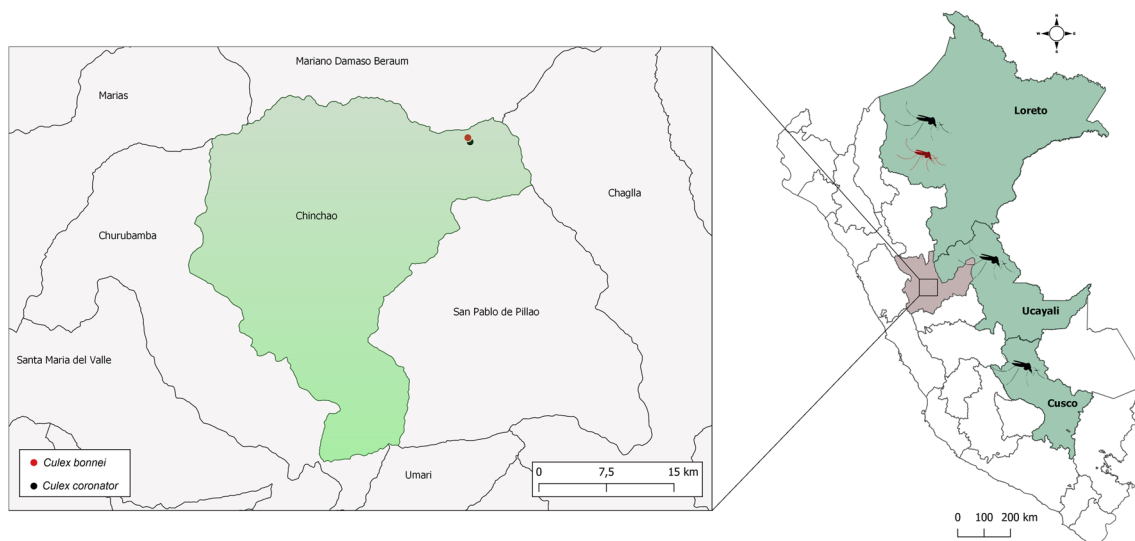 Mariano Damaso Beraum
Marias
Chaglla
Chinchao
Churubamba
San Pablo de Pillao
Santa Maria del Valle
Umari
Culex bonnei
Culex coronator
0 7,5 15 km
N
W E
S
Loreto
Ucayali
Cusco
0 100 200 km